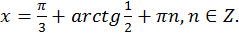 x = π/3 + arctg 1/2 + πn, n ∈ Z.